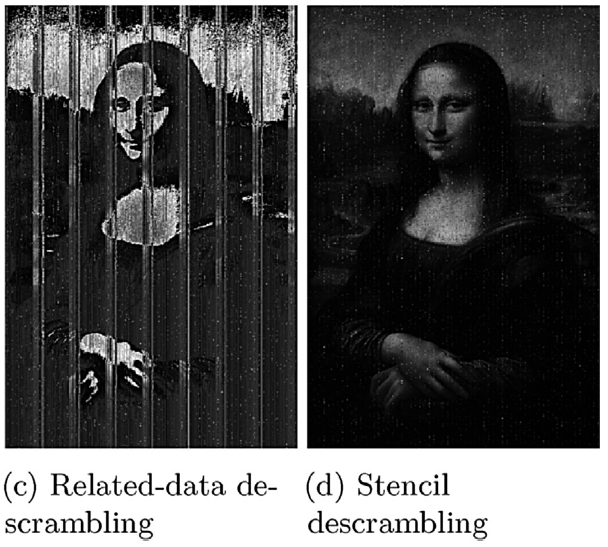 (c) Related-data de-
scrambling
(d) Stencil
descrambling